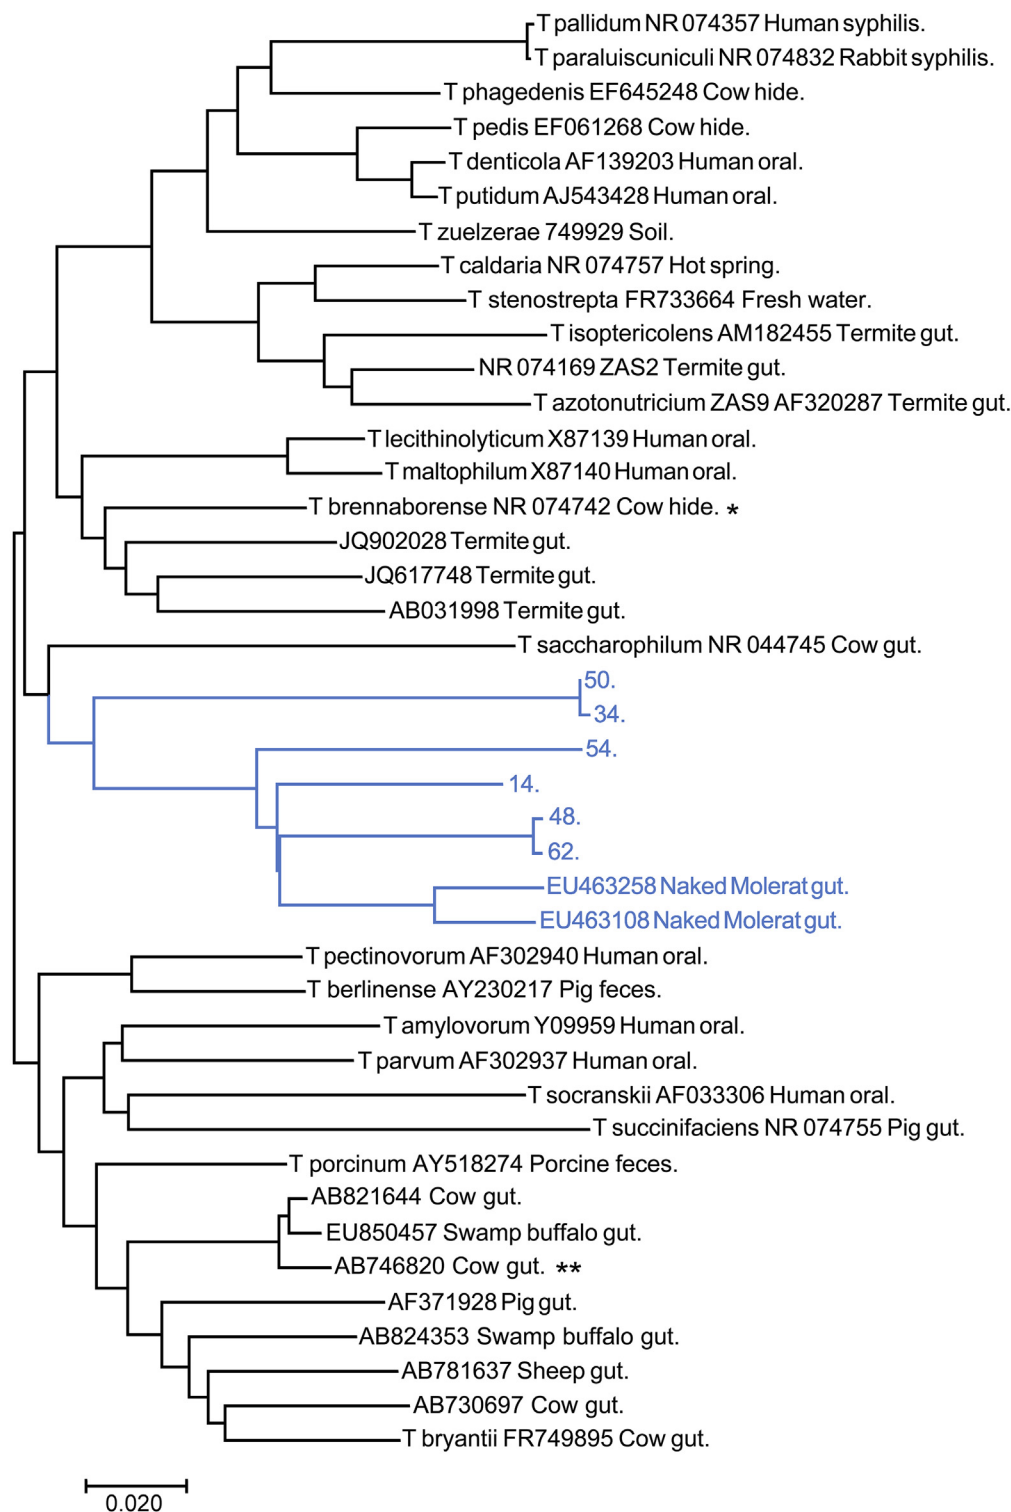 T pallidum NR 074357 Human syphilis.
T paraluiscuniculi NR 074832 Rabbit syphilis.
T phagedenis EF645248 Cow hide.
T pedis EF061268 Cow hide.
T denticola AF139203 Human oral.
T putidum AJ543428 Human oral.
T zuelzerae 749929 Soil.
T caldaria NR 074757 Hot spring.
T stenostrepta FR733664 Fresh water.
T isoptericolens AM182455 Termite gut.
NR 074169 ZAS2 Termite gut.
T azotonutricium ZAS9 AF320287 Termite gut.
T lecithinolyticum X87139 Human oral.
T maltophilum X87140 Human oral.
T brennaborense NR 074742 Cow hide. *
JQ902028 Termite gut.
JQ617748 Termite gut.
AB031998 Termite gut.
T saccharophilum NR 044745 Cow gut.
50.
34.
54.
14.
48.
62.
EU463258 Naked Molerat gut.
EU463108 Naked Molerat gut.
T pectinovorum AF302940 Human oral.
T berlinense AY230217 Pig feces.
T amylovorum Y09959 Human oral.
T parvum AF302937 Human oral.
T socranskii AF033306 Human oral.
T succinifaciens NR 074755 Pig gut.
T porcinum AY518274 Porcine feces.
AB821644 Cow gut.
EU850457 Swamp buffalo gut.
AB746820 Cow gut. **
AF371928 Pig gut.
AB824353 Swamp buffalo gut.
AB781637 Sheep gut.
AB730697 Cow gut.
T bryantii FR749895 Cow gut.
0.020